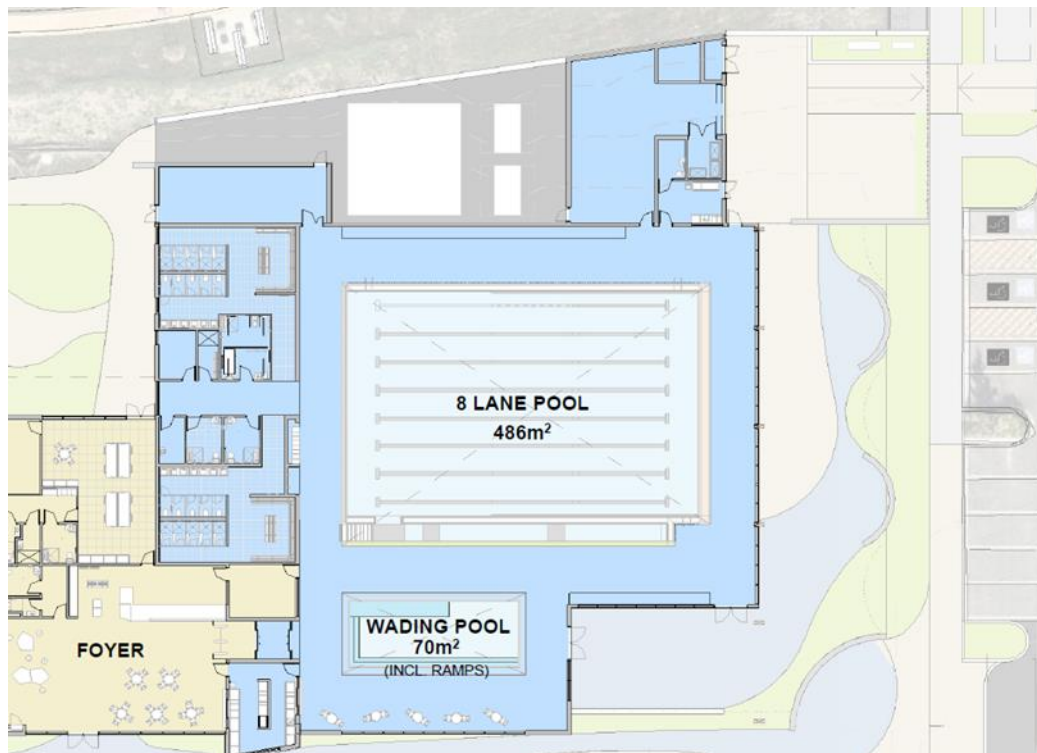 8 LANE POOL
486m²
WADING POOL
70m²
(INCL. RAMPS)
FOYER